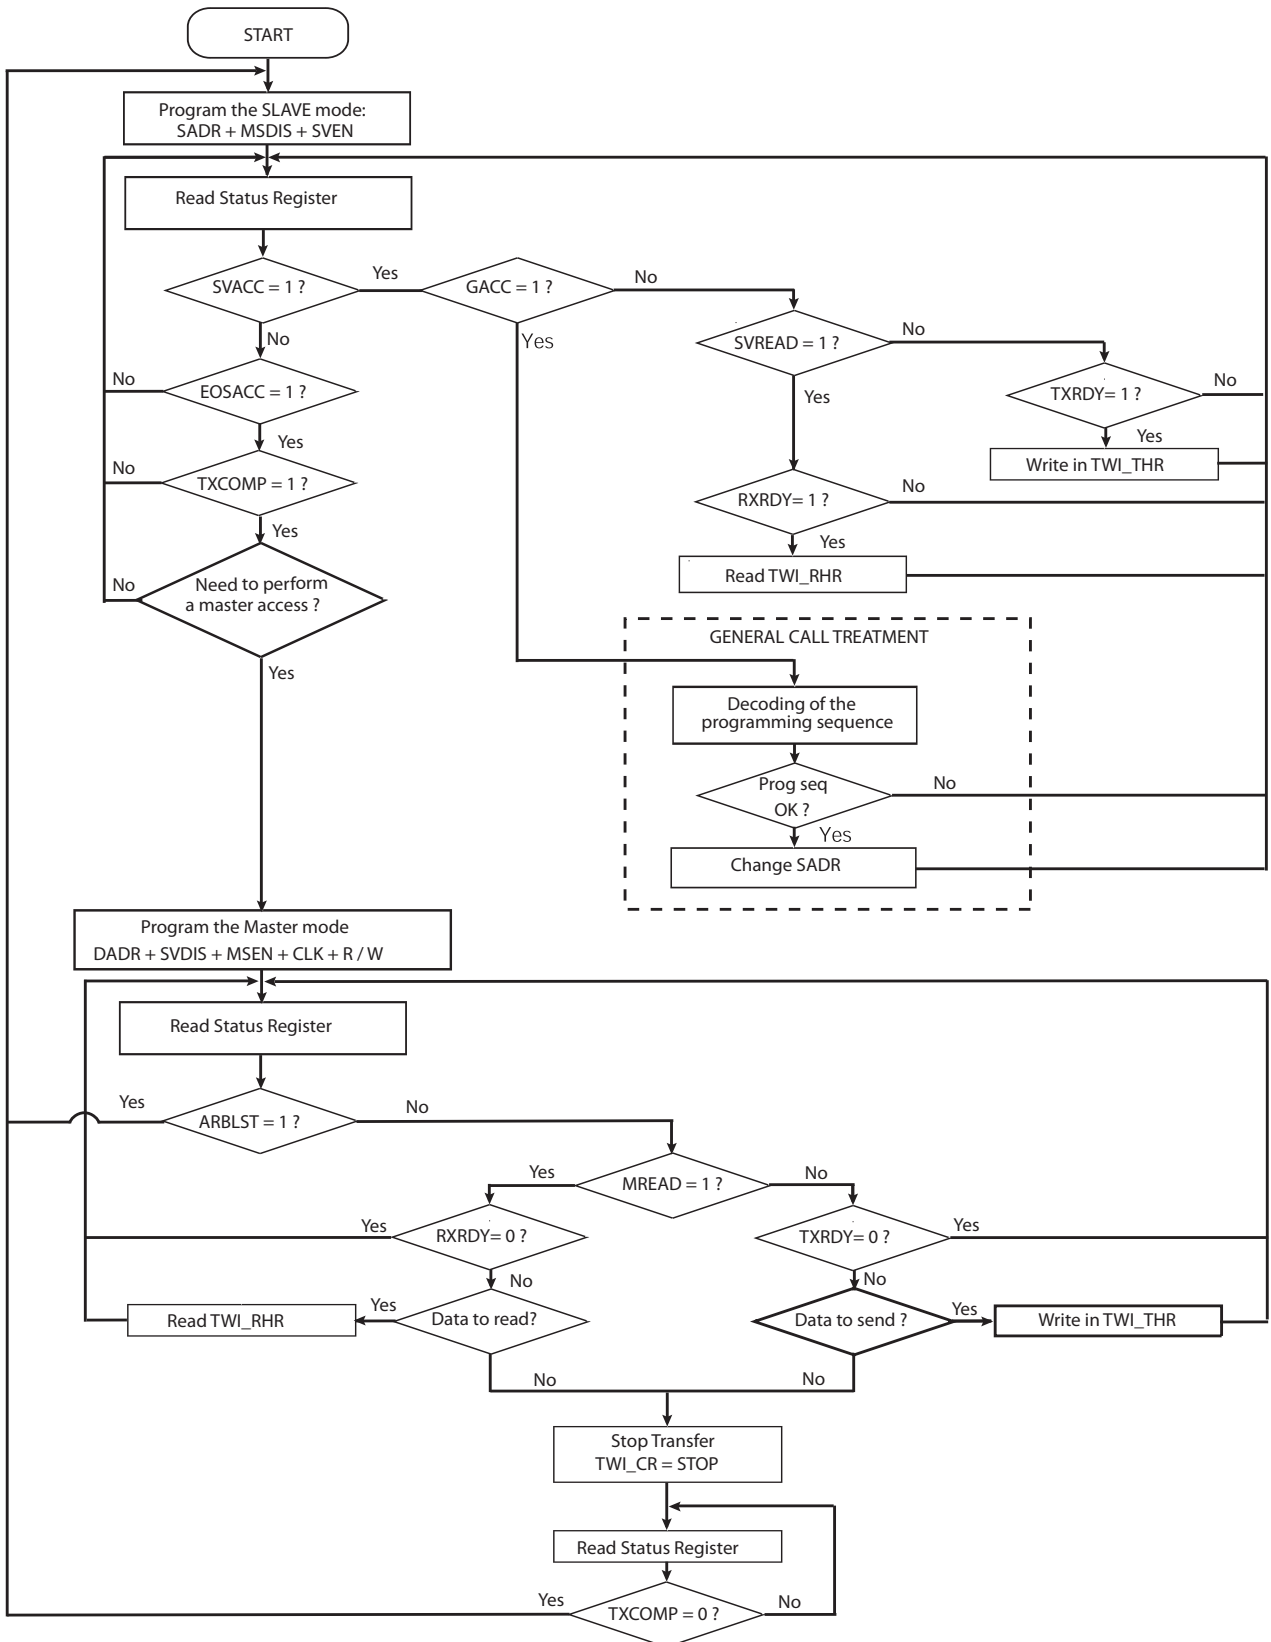 START
Program the SLAVE mode:
SADR + MSDIS + SVEN
Read Status Register
SVACC = 1 ?
Yes
GACC = 1 ?
No
SVREAD = 1 ?
No
TXRDY= 1 ?
No
Yes
Write in TWI_THR
No
EOSACC = 1 ?
No
Yes
TXCOMP = 1 ?
No
Yes
Need to perform
a master access ?
No
Yes
Yes
Yes
RXRDY= 1 ?
No
Yes
Read TWI_RHR
GENERAL CALL TREATMENT
Decoding of the
programming sequence
Prog seq
OK ?
No
Yes
Change SADR
Program the Master mode
DADR + SVDIS + MSEN + CLK + R / W
Read Status Register
Yes
ARBLST = 1 ?
No
Yes
MREAD = 1 ?
No
Yes
RXRDY= 0 ?
TXRDY= 0 ?
Yes
No
No
Read TWI_RHR
Yes
Data to read?
Data to send ?
Yes
Write in TWI_THR
No
No
Stop Transfer
TWI_CR = STOP
Read Status Register
Yes
TXCOMP = 0 ?
No